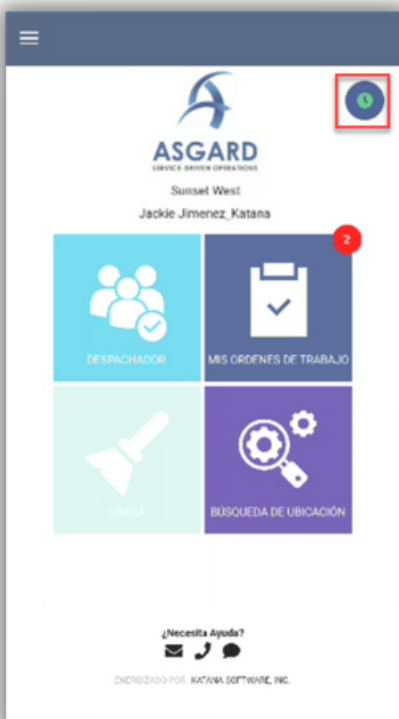 ASGARD
SERVICE-DRIVEN OPERATIONS
Sunset West
Jackie Jimenez_Katana
2
DESPACHADOR
MIS ORDENES DE TRABAJO
LIMPIA
BÚSQUEDA DE UBICACIÓN
¿Necesita Ayuda?
ENERGIZADO POR KATANA SOFTWARE, INC.